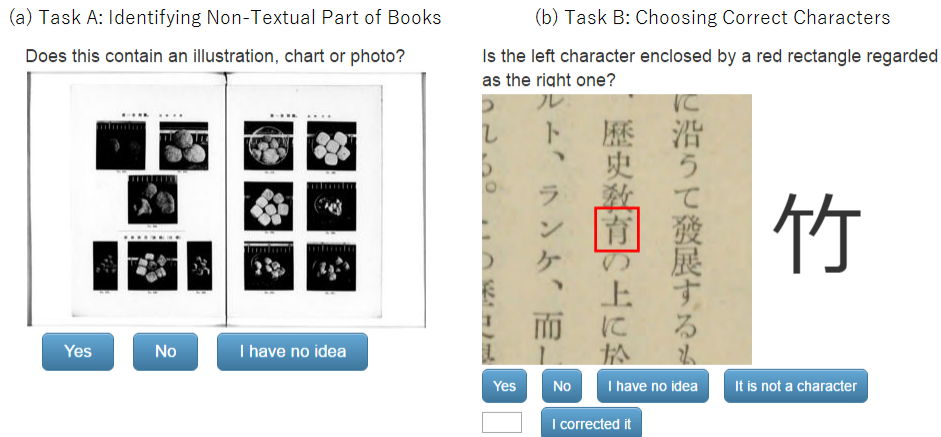 (a) Task A: Identifying Non-Textual Part of Books
Does this contain an illustration, chart or photo?
Yes
No
I have no idea
(b) Task B: Choosing Correct Characters
Is the left character enclosed by a red rectangle regarded
as the right one?
に沿うて發展するも
歷史敎育の上に於
ルト、ランケ、而し
竹
Yes
No
I have no idea
It is not a character
I corrected it